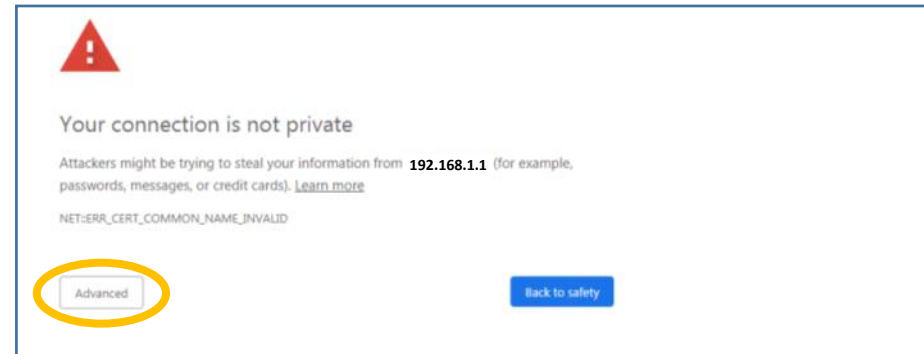 Your connection is not private
Attackers might be trying to steal your information from 192.168.1.1 (for example,
passwords, messages, or credit cards). Learn more
NET::ERR_CERT_COMMON_NAME_INVALID
Advanced
Back to safety